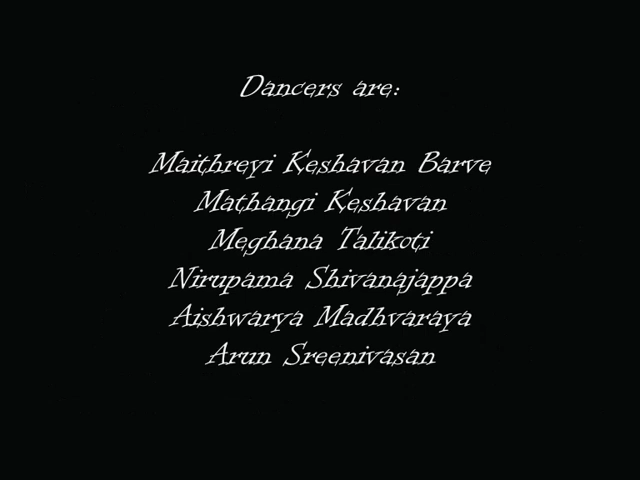 Dancers are:
Maithreyi Keshavan Barve
Mathangi Keshavan
Meghana Talikoti
Nirupama Shivanajappa
Aishwarya Madhvaraya
Arun Sreenivasan